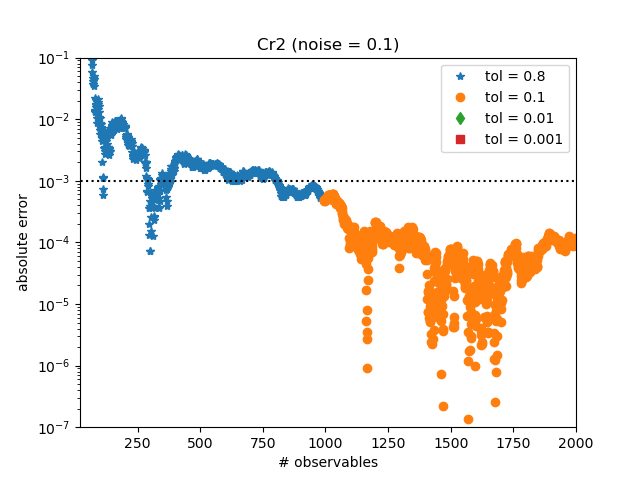 Cr2 (noise = 0.1)
absolute error
10^-1
10^-2
10^-3
10^-4
10^-5
10^-6
10^-7
tol = 0.8
tol = 0.1
tol = 0.01
tol = 0.001
250 500 750 1000 1250 1500 1750 2000
# observables